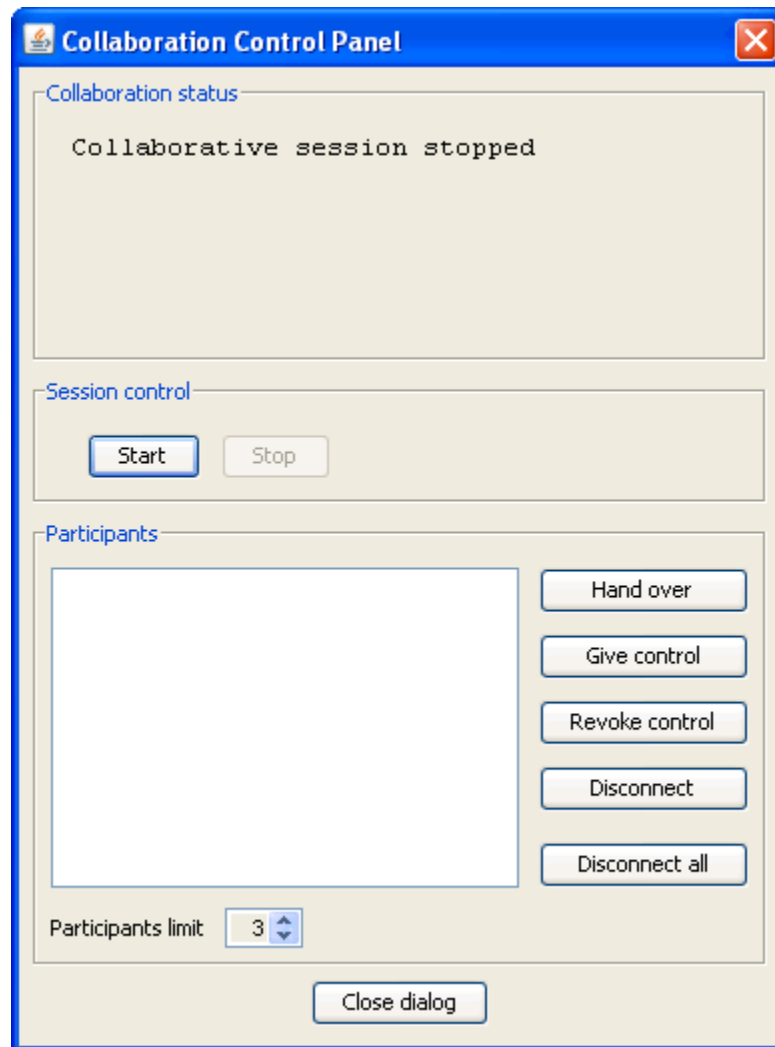 Collaboration Control Panel
Collaboration status
Collaborative session stopped
Session control
Start Stop
Participants
Hand over
Give control
Revoke control
Disconnect
Disconnect all
Participants limit 3
Close dialog